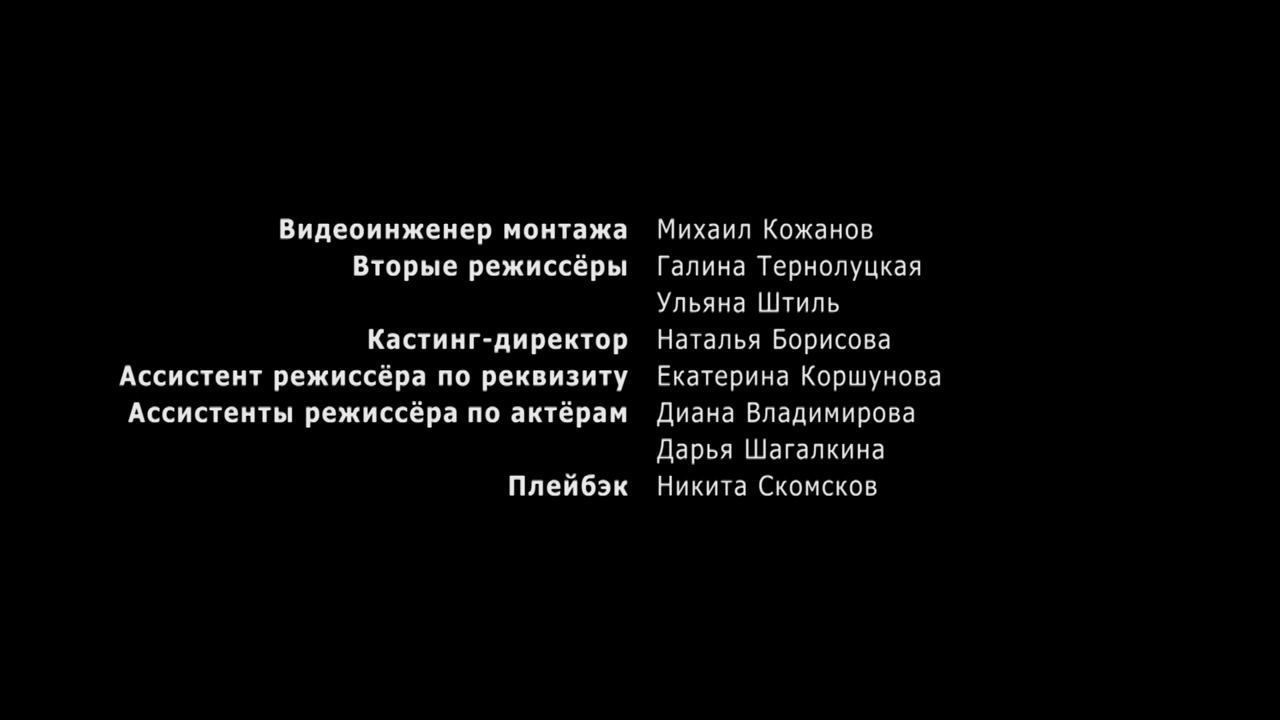 Видеоинженер монтажа Михаил Кожанов
Вторые режиссёры Галина Тернолуцкая
Ульяна Штиль
Кастинг-директор Наталья Борисова
Ассистент режиссёра по реквизиту Екатерина Коршунова
Ассистенты режиссёра по актёрам Диана Владимирова
Дарья Шагалкина
Плейбэк Никита Скомсков